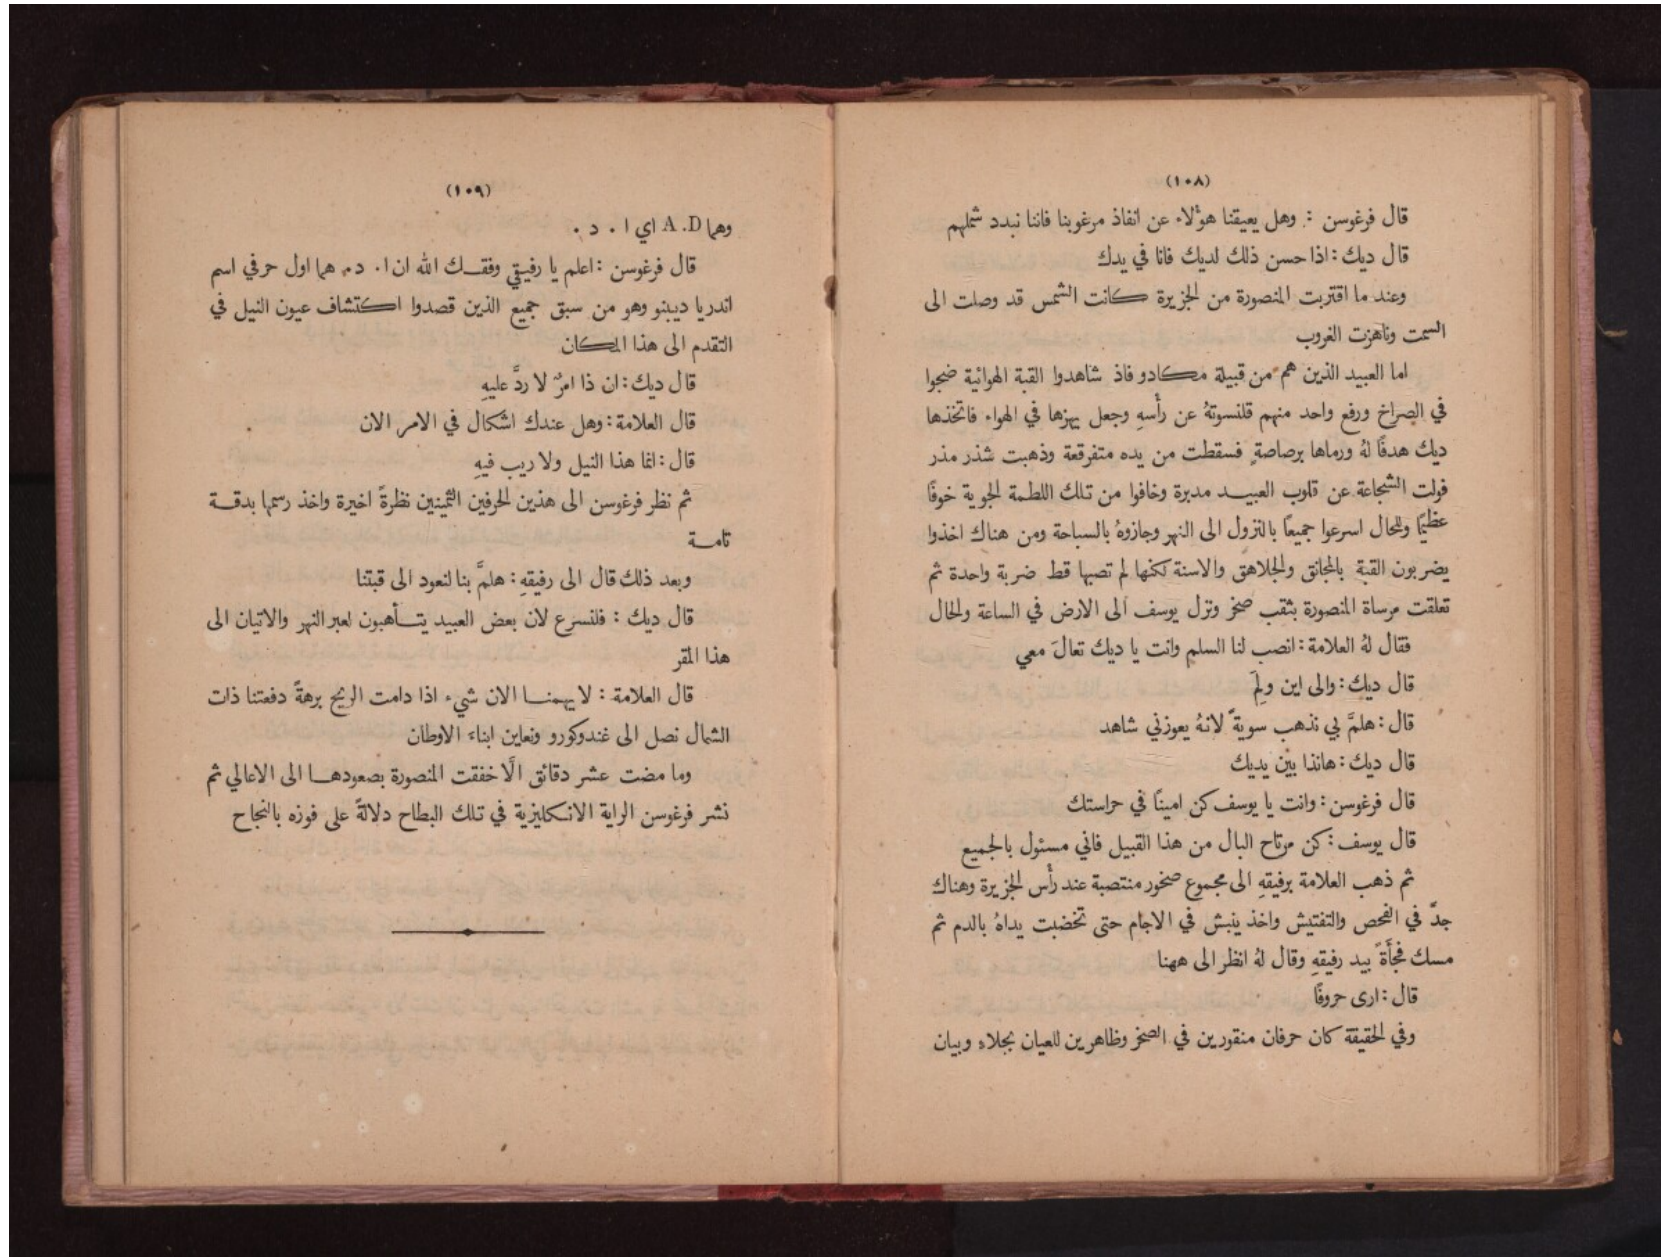 (١٠٨)
قال فرغوسن : وهل يعيقنا هؤلاء عن انفاذ مرغوبنا فاننا نبدد شملهم
قال ديك : اذا حسن ذلك لديك فانا في يدك
وعند ما اقتربت المنصورة من الجزيرة كانت الشمس قد وصلت الى
السمت وناهزت الغروب
اما العبيد الذين هم من قبيلة مكادو فاذ شاهدوا القبة الهوائية ضجوا
في الصراخ ورفع واحد منهم قلنسوتهُ عن رأسهِ وجعل يهزها في الهواء فاتخذها
ديك هدفًا لهُ ورماها برصاصةٍ فسقطت من يده متفرقعة وذهبت شذر مذر
فولت الشجاعة عن قلوب العبيد مدبرة وخافوا من تلك اللطمة الجوية خوفًا
عظيمًا وللحال اسرعوا جميعًا بالنزول الى النهر وجازوهُ بالسباحة ومن هناك اخذوا
يضربون القبة بالمجانق والجلاهق والاسنة لكنها لم تصبها قط ضربة واحدة ثم
تعلقت مرساة المنصورة بثقب صخر ونزل يوسف الى الارض في الساعة والحال
فقال لهُ العلامة : انصب لنا السلم وانت يا ديك تعالَ معي
قال ديك : والى اين ولِمَ
قال : هلمَّ بي نذهب سويةً لانهُ يعوزني شاهد
قال ديك : هانذا بين يديك
قال فرغوسن : وانت يا يوسف كن امينًا في حراستك
قال يوسف : كن مرتاح البال من هذا القبيل فاني مسئول بالجميع
ثم ذهب العلامة برفيقهِ الى مجموع صخور منتصبة عند رأس الجزيرة وهناك
جدَّ في الفحص والتفتيش واخذ ينبش في الاجام حتى تخضبت يداهُ بالدم ثم
مسك فجأةً بيد رفيقهِ وقال لهُ انظر الى ههنا
قال : ارى حروفًا
وفي الحقيقة كان حرفان منقورين في الصخر وظاهرين للعيان بجلاءٍ وبيان
(١٠٩)
وهما A.D اي ا . د .
قال فرغوسن : اعلم يا رفيقي وفقك الله ان ا. د. هما اول حرفي اسم
اندريا ديبنو وهو من سبق جميع الذين قصدوا اكتشاف عيون النيل في
التقدم الى هذا المكان
قال ديك : ان ذا امرٌ لا ردَّ عليهِ
قال العلامة : وهل عندك اشكال في الامر الان
قال : انما هذا النيل ولا ريب فيهِ
ثم نظر فرغوسن الى هذين الحرفين الثمينين نظرةً اخيرة واخذ رسمها بدقة
تامة
وبعد ذلك قال الى رفيقهِ : هلمَّ بنا لنعود الى قبتنا
قال ديك : فلنسرع لان بعض العبيد يتأهبون لعبر النهر والاتيان الى
هذا المقر
قال العلامة : لا يهمنا الان شيء اذا دامت الريح برهةً دفعتنا ذات
الشمال نصل الى غندوكورو ونعاين ابناء الاوطان
وما مضت عشر دقائق الَّا خفقت المنصورة بصعودها الى الاعالي ثم
نشر فرغوسن الراية الانكليزية في تلك البطاح دلالةً على فوزه بالنجاح